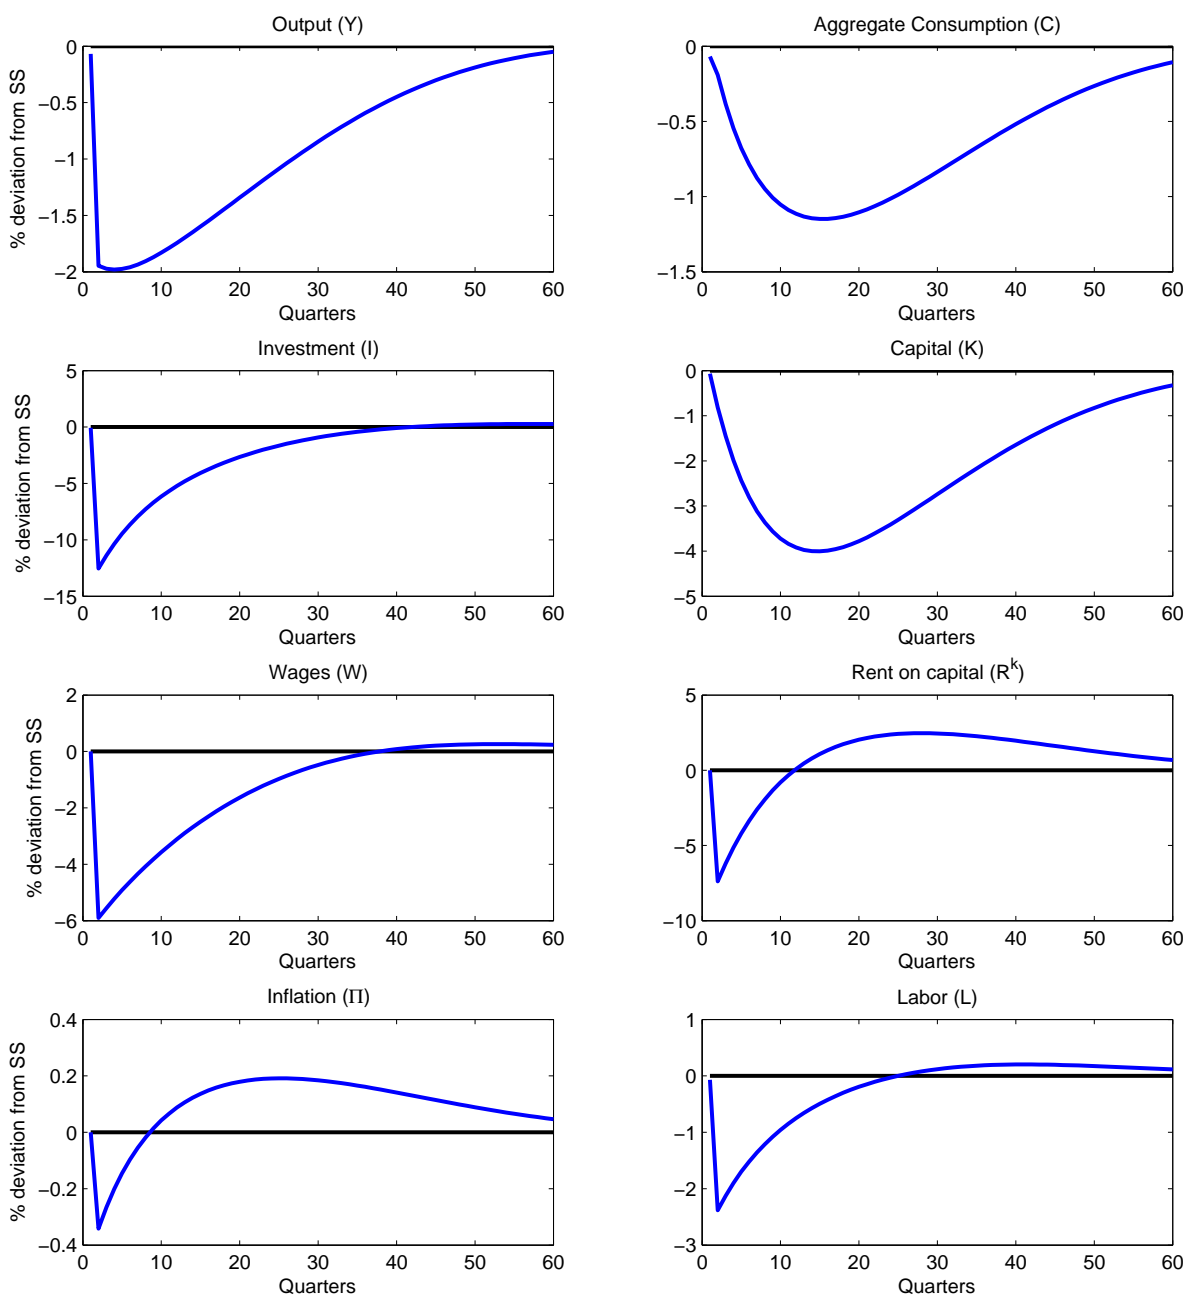 Output (Y)
% deviation from SS
0
−0.5
−1
−1.5
−2
0 10 20 30 40 50 60
Quarters
Aggregate Consumption (C)
0
−0.5
−1
−1.5
0 10 20 30 40 50 60
Quarters
Investment (I)
% deviation from SS
5
0
−5
−10
−15
0 10 20 30 40 50 60
Quarters
Capital (K)
0
−1
−2
−3
−4
−5
0 10 20 30 40 50 60
Quarters
Wages (W)
% deviation from SS
2
0
−2
−4
−6
0 10 20 30 40 50 60
Quarters
Rent on capital (R^k)
5
0
−5
−10
0 10 20 30 40 50 60
Quarters
Inflation (Π)
% deviation from SS
0.4
0.2
0
−0.2
−0.4
0 10 20 30 40 50 60
Quarters
Labor (L)
1
0
−1
−2
−3
0 10 20 30 40 50 60
Quarters